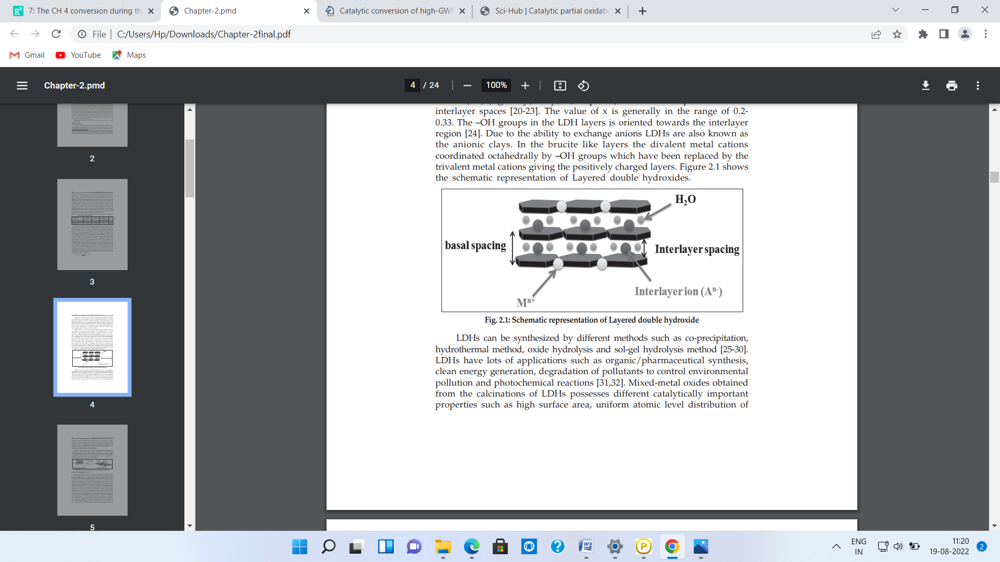 7: The CH 4 conversion during th
Chapter-2.pmd
Catalytic conversion of high-GWP
Sci-Hub | Catalytic partial oxidatio
File
C:/Users/Hp/Downloads/Chapter-2final.pdf
Gmail
YouTube
Maps
Chapter-2.pmd
4 / 24
100%
2
3
4
5
interlayer spaces [20-23]. The value of x is generally in the range of 0.2-
0.33. The –OH groups in the LDH layers is oriented towards the interlayer
region [24]. Due to the ability to exchange anions LDHs are also known as
the anionic clays. In the brucite like layers the divalent metal cations
coordinated octahedrally by –OH groups which have been replaced by the
trivalent metal cations giving the positively charged layers. Figure 2.1 shows
the schematic representation of Layered double hydroxides.
H₂O
basal spacing
Interlayer spacing
Interlayer ion (Aⁿ⁻)
Mⁿ⁺
Fig. 2.1: Schematic representation of Layered double hydroxide
LDHs can be synthesized by different methods such as co-precipitation,
hydrothermal method, oxide hydrolysis and sol-gel hydrolysis method [25-30].
LDHs have lots of applications such as organic/pharmaceutical synthesis,
clean energy generation, degradation of pollutants to control environmental
pollution and photochemical reactions [31,32]. Mixed-metal oxides obtained
from the calcinations of LDHs possesses different catalytically important
properties such as high surface area, uniform atomic level distribution of
ENG
IN
11:20
19-08-2022
2